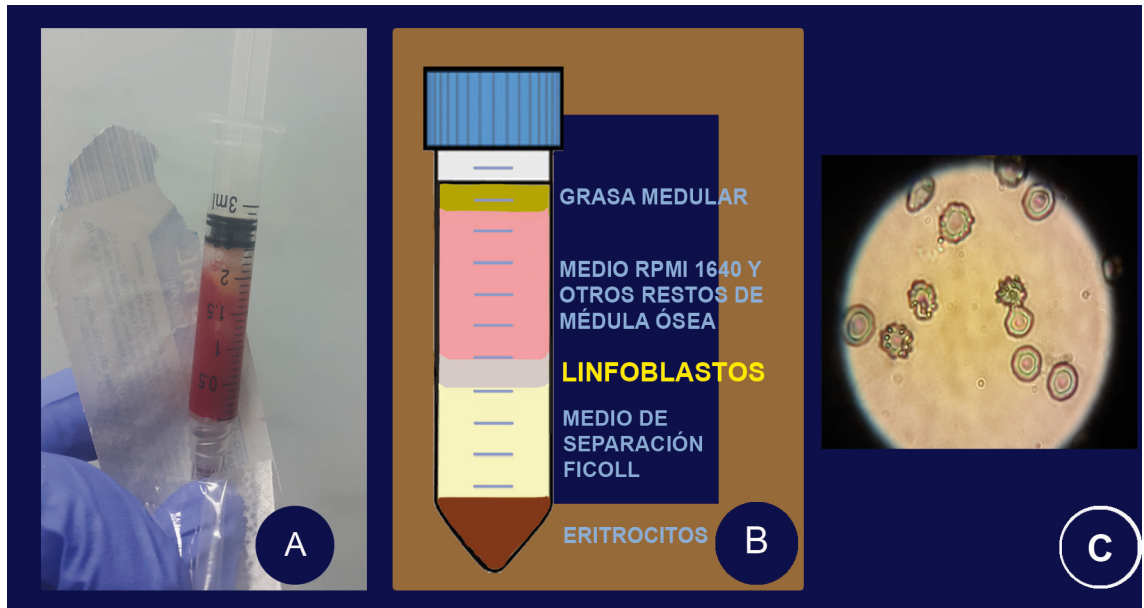 3ml
2
1.5
1
0.5
A
GRASA MEDULAR
MEDIO RPMI 1640 Y
OTROS RESTOS DE
MÉDULA ÓSEA
LINFOBLASTOS
MEDIO DE
SEPARACIÓN
FICOLL
ERITROCITOS
B
C